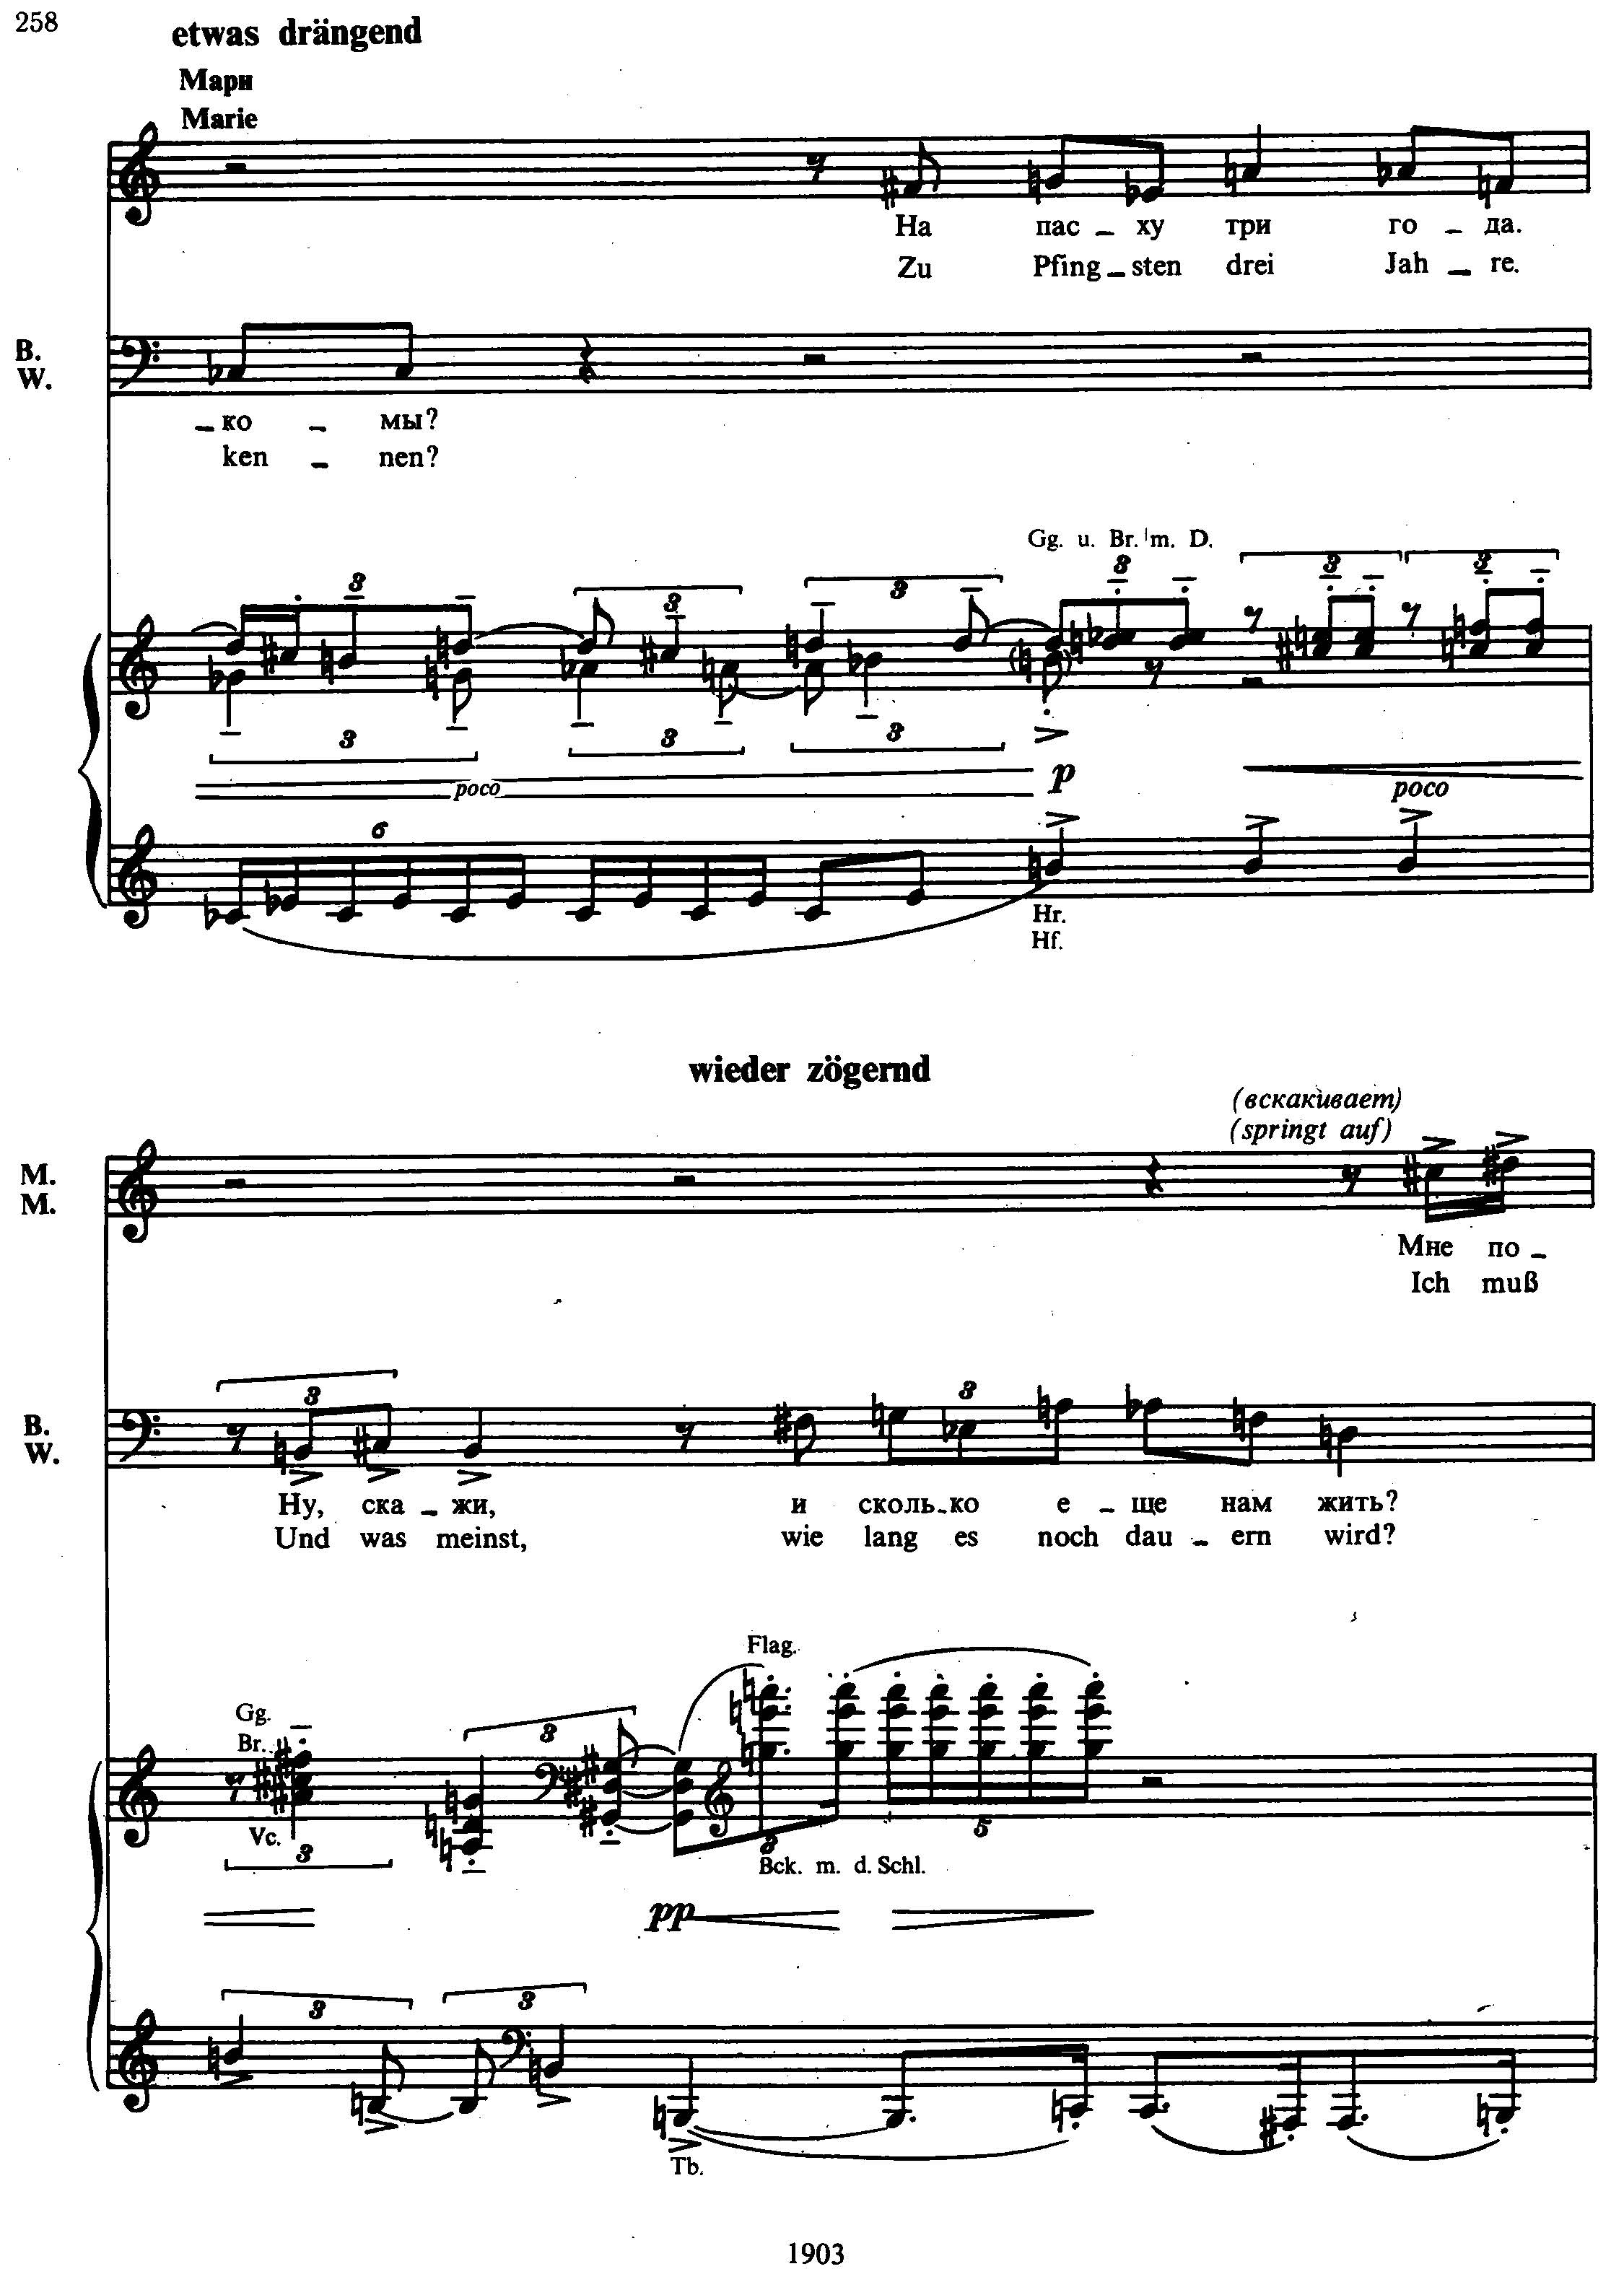 258
etwas drängend
Мари
Marie
На пас – ху три го – да.
Zu Pfing – sten drei Jah – re.
В.
W.
– ко – мы?
ken – nen?
Gg. u. Br. m. D.
3
3
3
3
3
3
3
3
3
poco
p
poco
6
Hr.
Hf.
wieder zögernd
(вскакивает)
(springt auf)
М.
M.
Мне по –
Ich muß
3
3
В.
W.
Ну, ска – жи, и сколь-ко е – ще нам жить?
Und was meinst, wie lang es noch dau – ern wird?
Flag.
Gg.
Br.
3
Vc.
3
3
5
Bck. m. d. Schl.
pp
3
3
Tb.
1903